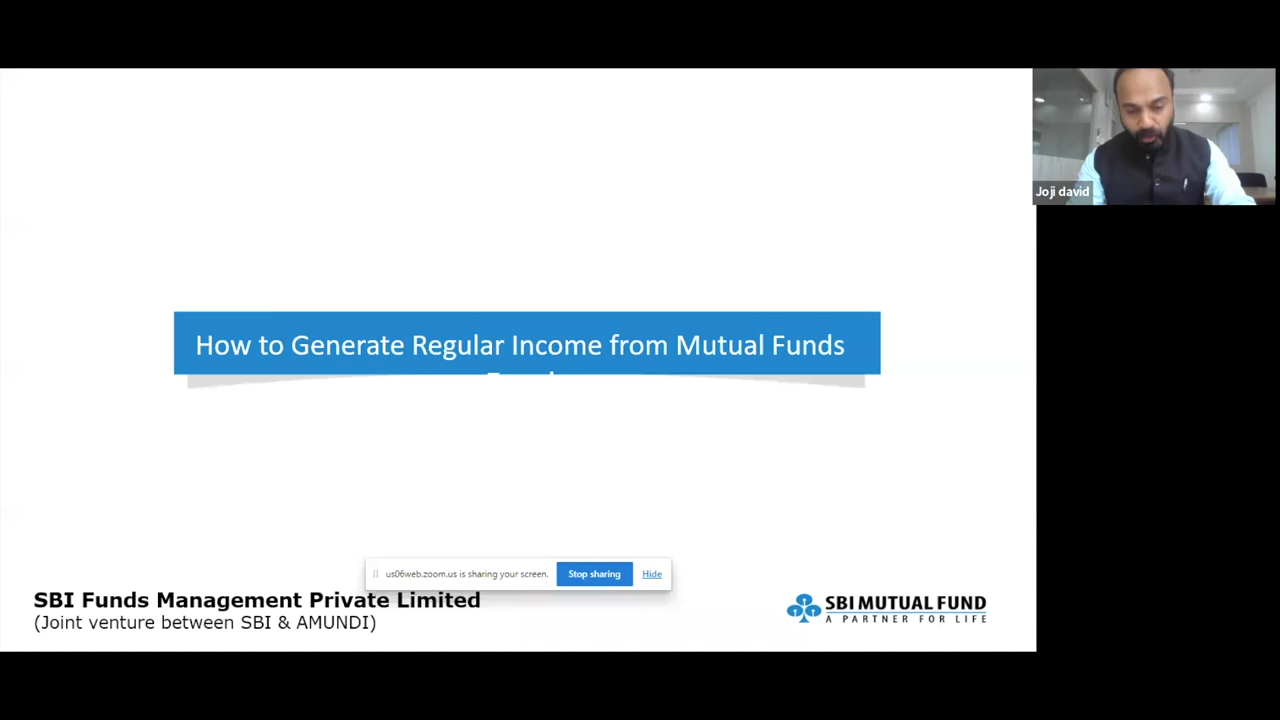 Joji david
How to Generate Regular Income from Mutual Funds
us06web.zoom.us is sharing your screen.
Stop sharing
Hide
SBI Funds Management Private Limited
(Joint venture between SBI & AMUNDI)
SBI MUTUAL FUND
A PARTNER FOR LIFE